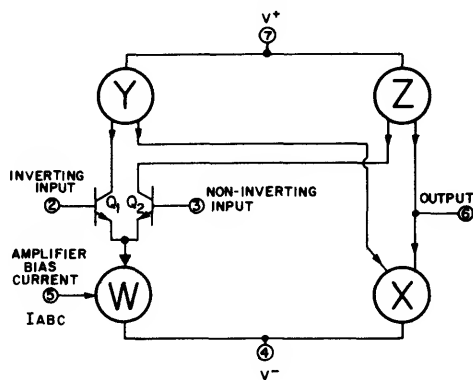 V+
7
Y
Z
INVERTING
INPUT
2
Q1
Q2
3
NON-INVERTING
INPUT
OUTPUT
6
AMPLIFIER
BIAS
CURRENT
5
IABC
W
X
4
V-